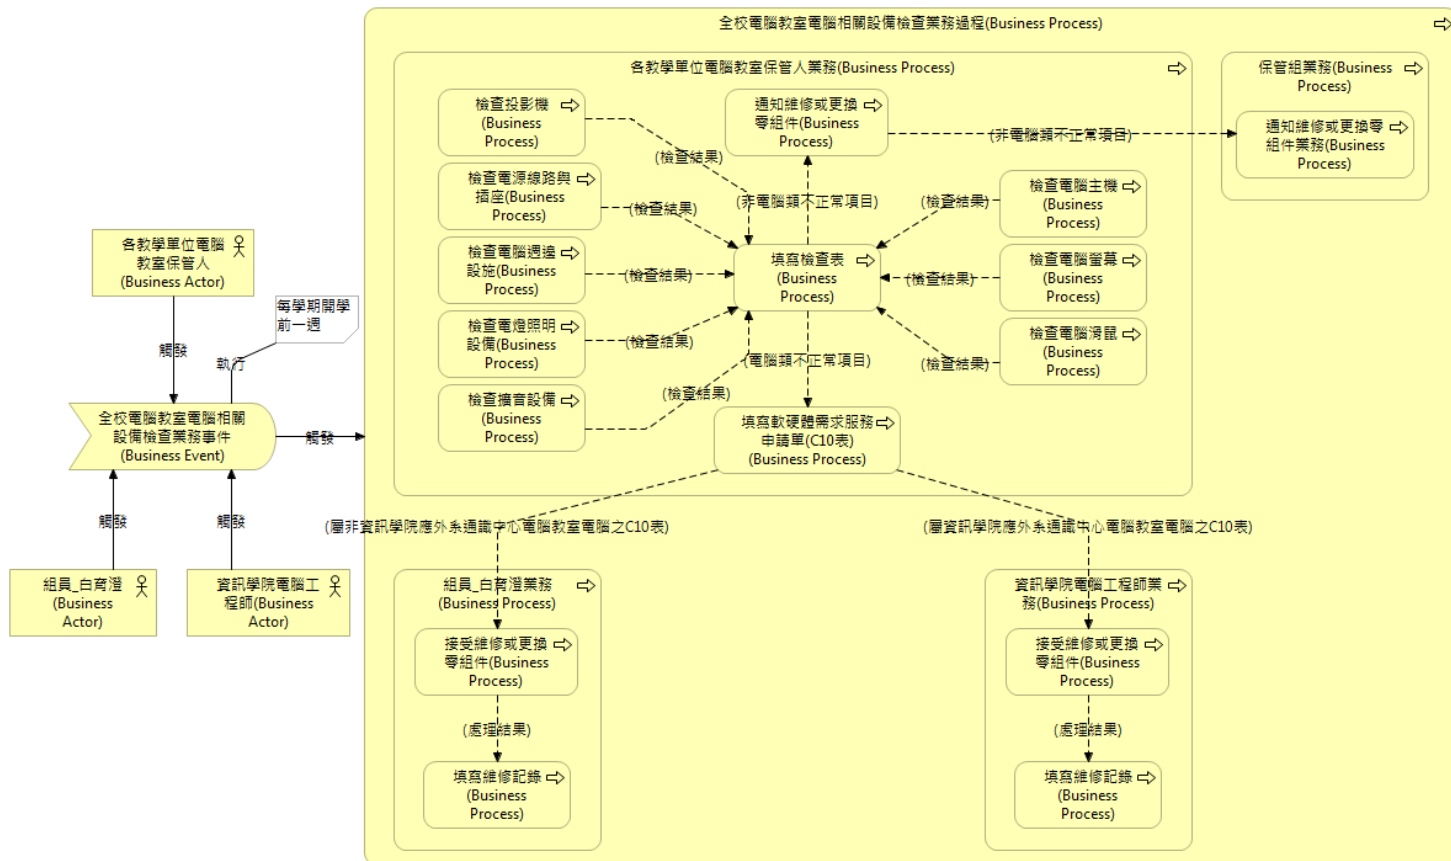 全校電腦教室電腦相關設備檢查業務過程(Business Process)
各教學單位電腦教室保管人業務(Business Process)
保管組業務(Business
Process)
檢查投影機
(Business
Process)
通知維修或更換
零組件(Business
Process)
(非電腦類不正常項目)
通知維修或更換零
組件業務(Business
Process)
(檢查結果)
檢查電源線路與
插座(Business
Process)
(檢查結果)
(非電腦類不正常項目)
檢查電腦主機
(Business
Process)
(檢查結果)
各教學單位電腦
教室保管人
(Business Actor)
檢查電腦週邊
設施(Business
Process)
(檢查結果)
填寫檢查表
(Business
Process)
(檢查結果)
檢查電腦螢幕
(Business
Process)
每學期開學
前一週
觸發
執行
檢查電燈照明
設備(Business
Process)
(檢查結果)
(電腦類不正常項目)
(檢查結果)
檢查電腦滑鼠
(Business
Process)
檢查擴音設備
(Business
Process)
(檢查結果)
全校電腦教室電腦相關
設備檢查業務事件
(Business Event)
觸發
填寫軟硬體需求服務
申請單(C10表)
(Business Process)
觸發
觸發
(屬非資訊學院應外系通識中心電腦教室電腦之C10表)
(屬資訊學院應外系通識中心電腦教室電腦之C10表)
組員_白育澄
(Business
Actor)
資訊學院電腦工
程師(Business
Actor)
組員_白育澄業務
(Business Process)
資訊學院電腦工程師業
務(Business Process)
接受維修或更換
零組件(Business
Process)
接受維修或更換
零組件(Business
Process)
(處理結果)
(處理結果)
填寫維修記錄
(Business
Process)
填寫維修記錄
(Business
Process)